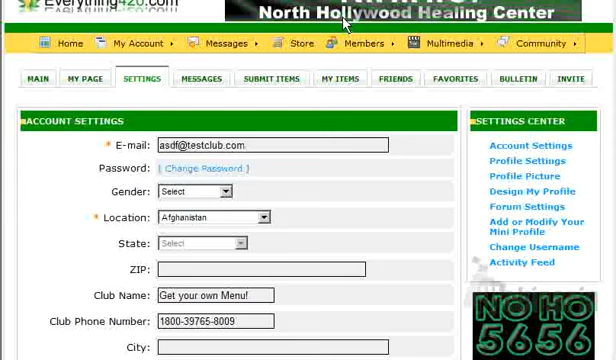 Everything420.com
North Hollywood Healing Center
Home My Account Messages Store Members Multimedia Community
MAIN MY PAGE SETTINGS MESSAGES SUBMIT ITEMS MY ITEMS FRIENDS FAVORITES BULLETIN INVITE
ACCOUNT SETTINGS
* E-mail: asdf@testclub.com
Password: [ Change Password ]
Gender: Select
* Location: Afghanistan
State: Select
ZIP:
Club Name: Get your own Menu!
Club Phone Number: 1800-39765-8009
City:
SETTINGS CENTER
Account Settings
Profile Settings
Profile Picture
Design My Profile
Forum Settings
Add or Modify Your
Mini Profile
Change Username
Activity Feed
NO HO
5656